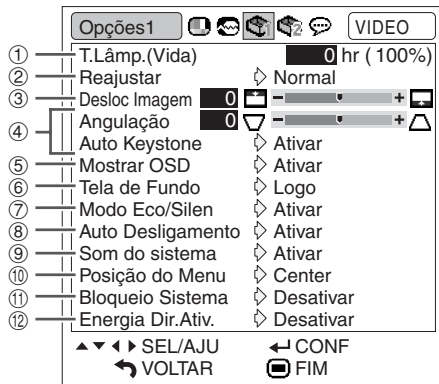 Opções1 VIDEO
① T.Lâmp.(Vida) 0 hr ( 100%)
② Reajustar Normal
③ Desloc Imagem 0 - +
④ Angulação 0 - +
Auto Keystone Ativar
⑤ Mostrar OSD Ativar
⑥ Tela de Fundo Logo
⑦ Modo Eco/Silen Ativar
⑧ Auto Desligamento Ativar
⑨ Som do sistema Ativar
⑩ Posição do Menu Center
⑪ Bloqueio Sistema Desativar
⑫ Energia Dir.Ativ. Desativar
SEL/AJU CONF
VOLTAR FIM